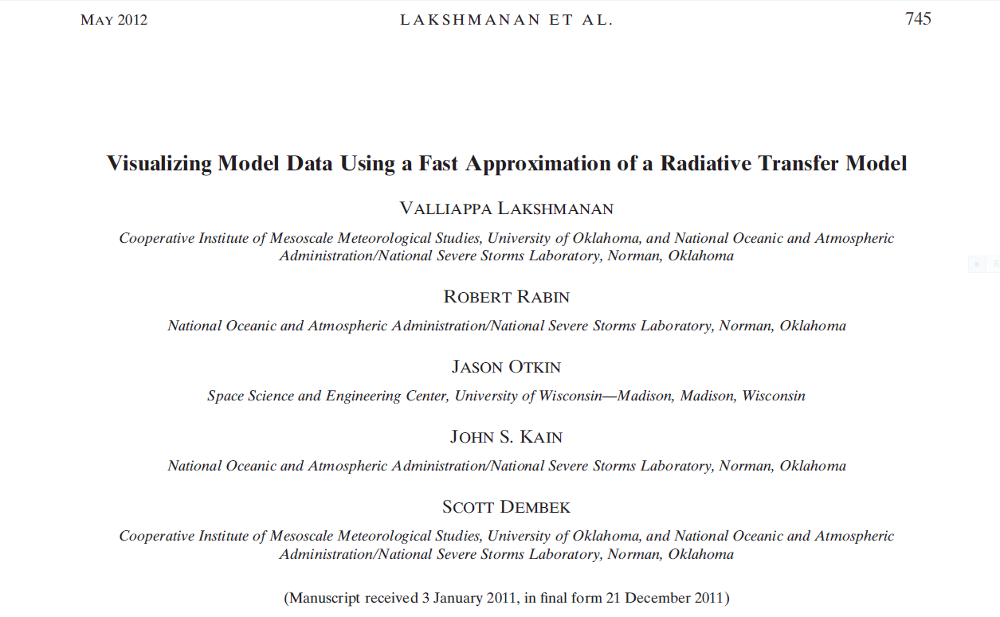 MAY 2012 LAKSHMANAN ET AL. 745
Visualizing Model Data Using a Fast Approximation of a Radiative Transfer Model
VALLIAPPA LAKSHMANAN
Cooperative Institute of Mesoscale Meteorological Studies, University of Oklahoma, and National Oceanic and Atmospheric
Administration/National Severe Storms Laboratory, Norman, Oklahoma
ROBERT RABIN
National Oceanic and Atmospheric Administration/National Severe Storms Laboratory, Norman, Oklahoma
JASON OTKIN
Space Science and Engineering Center, University of Wisconsin—Madison, Madison, Wisconsin
JOHN S. KAIN
National Oceanic and Atmospheric Administration/National Severe Storms Laboratory, Norman, Oklahoma
SCOTT DEMBEK
Cooperative Institute of Mesoscale Meteorological Studies, University of Oklahoma, and National Oceanic and Atmospheric
Administration/National Severe Storms Laboratory, Norman, Oklahoma
(Manuscript received 3 January 2011, in final form 21 December 2011)